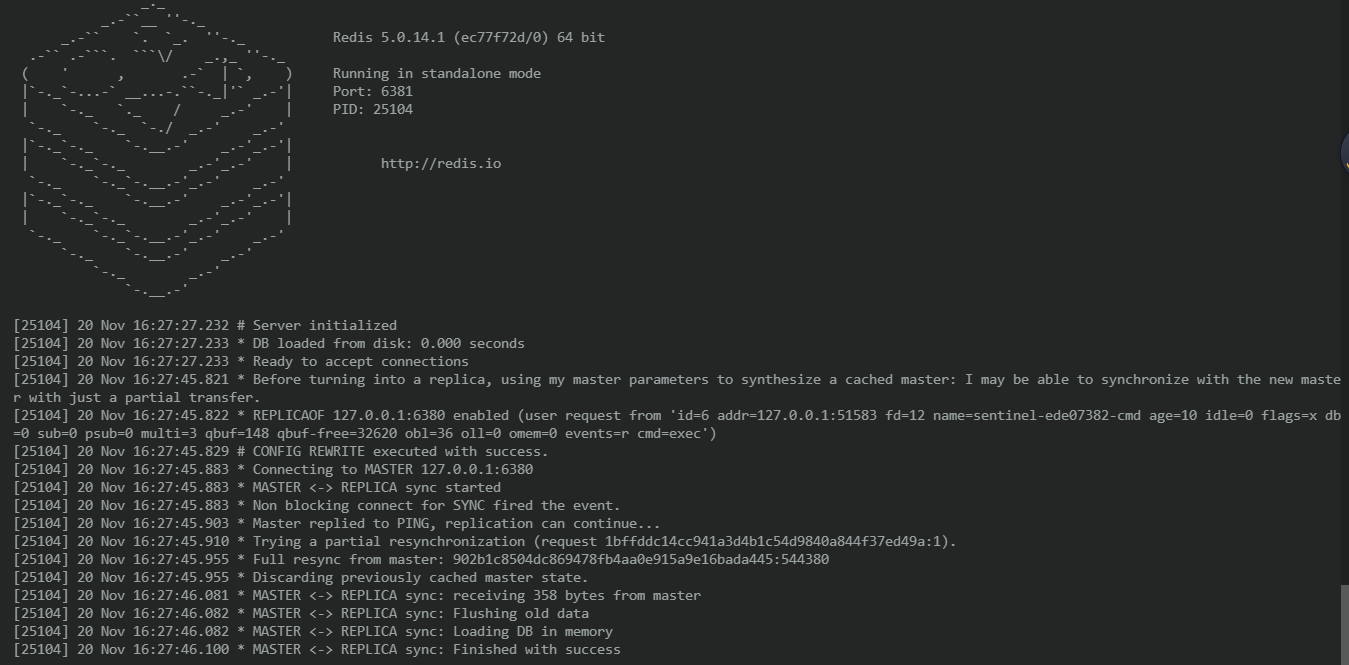 Redis 5.0.14.1 (ec77f72d/0) 64 bit
Running in standalone mode
Port: 6381
PID: 25104
http://redis.io
[25104] 20 Nov 16:27:27.232 # Server initialized
[25104] 20 Nov 16:27:27.233 * DB loaded from disk: 0.000 seconds
[25104] 20 Nov 16:27:27.233 * Ready to accept connections
[25104] 20 Nov 16:27:45.821 * Before turning into a replica, using my master parameters to synthesize a cached master: I may be able to synchronize with the new maste
r with just a partial transfer.
[25104] 20 Nov 16:27:45.822 * REPLICAOF 127.0.0.1:6380 enabled (user request from 'id=6 addr=127.0.0.1:51583 fd=12 name=sentinel-ede07382-cmd age=10 idle=0 flags=x db
=0 sub=0 psub=0 multi=3 qbuf=148 qbuf-free=32620 obl=36 oll=0 omem=0 events=r cmd=exec')
[25104] 20 Nov 16:27:45.829 # CONFIG REWRITE executed with success.
[25104] 20 Nov 16:27:45.883 * Connecting to MASTER 127.0.0.1:6380
[25104] 20 Nov 16:27:45.883 * MASTER <-> REPLICA sync started
[25104] 20 Nov 16:27:45.883 * Non blocking connect for SYNC fired the event.
[25104] 20 Nov 16:27:45.903 * Master replied to PING, replication can continue...
[25104] 20 Nov 16:27:45.910 * Trying a partial resynchronization (request 1bffddc14cc941a3d4b1c54d9840a844f37ed49a:1).
[25104] 20 Nov 16:27:45.955 * Full resync from master: 902b1c8504dc869478fb4aa0e915a9e16bada445:544380
[25104] 20 Nov 16:27:45.955 * Discarding previously cached master state.
[25104] 20 Nov 16:27:46.081 * MASTER <-> REPLICA sync: receiving 358 bytes from master
[25104] 20 Nov 16:27:46.082 * MASTER <-> REPLICA sync: Flushing old data
[25104] 20 Nov 16:27:46.082 * MASTER <-> REPLICA sync: Loading DB in memory
[25104] 20 Nov 16:27:46.100 * MASTER <-> REPLICA sync: Finished with success